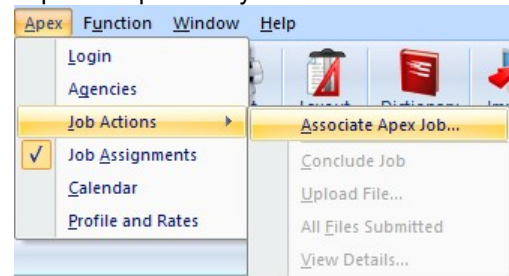 Apex Function Window Help
Login
Agencies
Job Actions
Job Assignments
Calendar
Profile and Rates
Associate Apex Job...
Conclude Job
Upload File...
All Files Submitted
View Details...